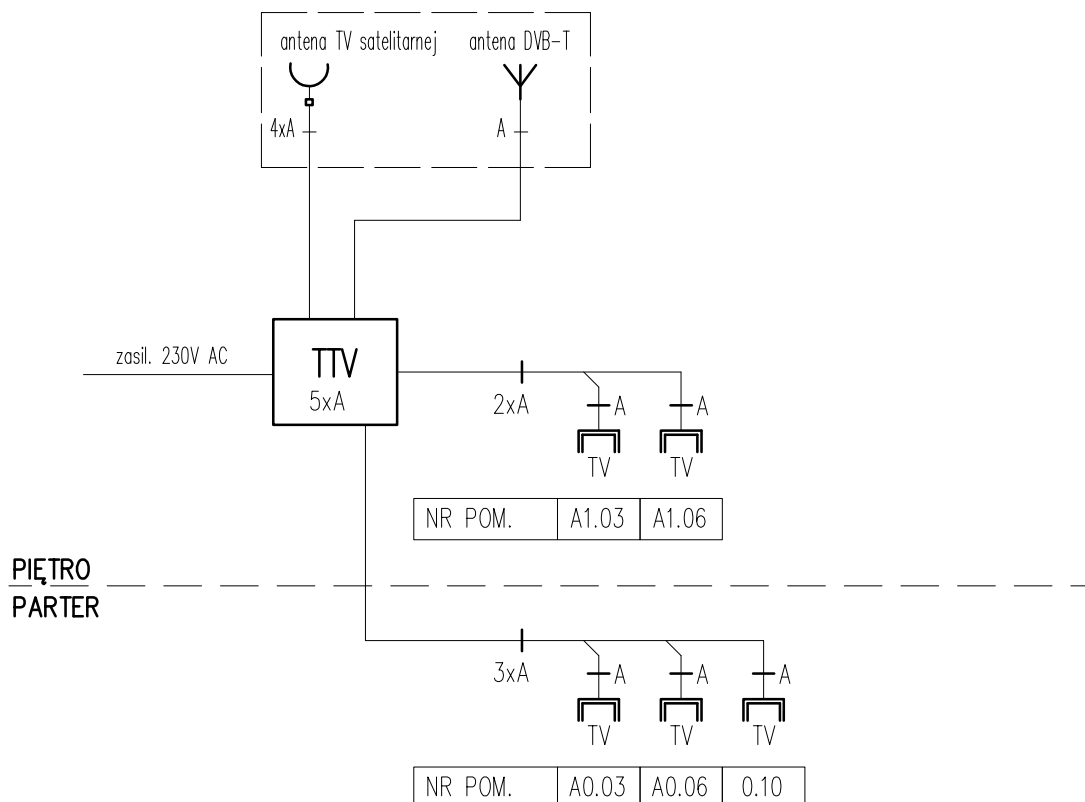 antena TV satelitarnej antena DVB-T
4xA A
zasil. 230V AC
TTV
5xA
2xA A A
TV TV
NR POM. A1.03 A1.06
PIĘTRO
PARTER
3xA A A A
TV TV TV
NR POM. A0.03 A0.06 0.10